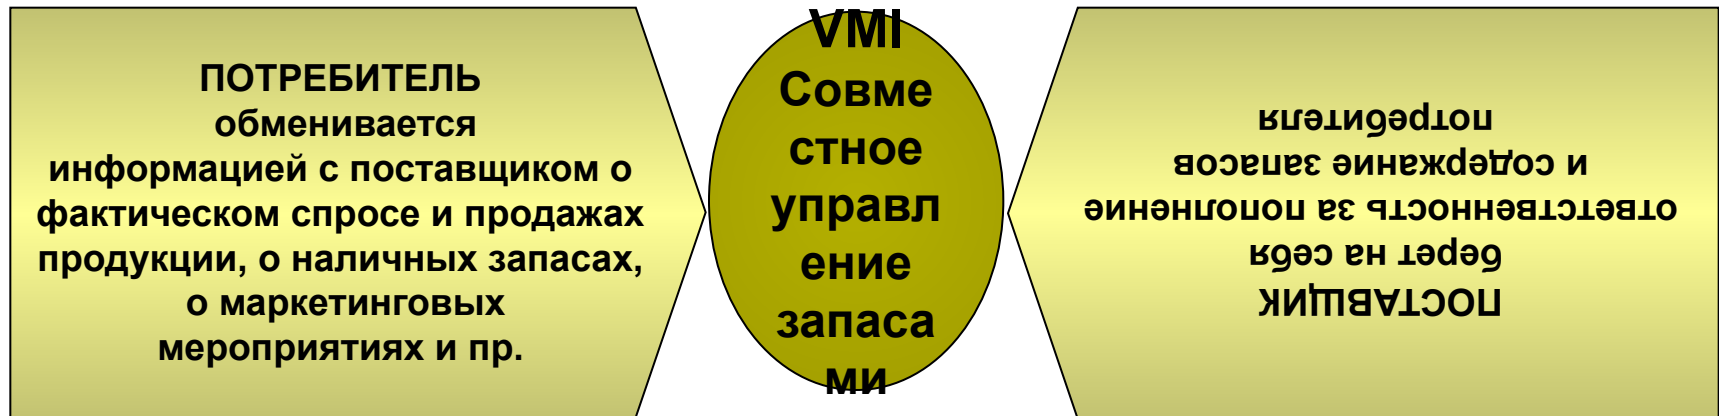 ПОТРЕБИТЕЛЬ
обменивается
информацией с поставщиком о
фактическом спросе и продажах
продукции, о наличных запасах,
о маркетинговых
мероприятиях и пр.
VMI
Совме
стное
управл
ение
запаса
ми
ПОСТАВЩИК
берет на себя
ответственность за пополнение
и содержание запасов
потребителя